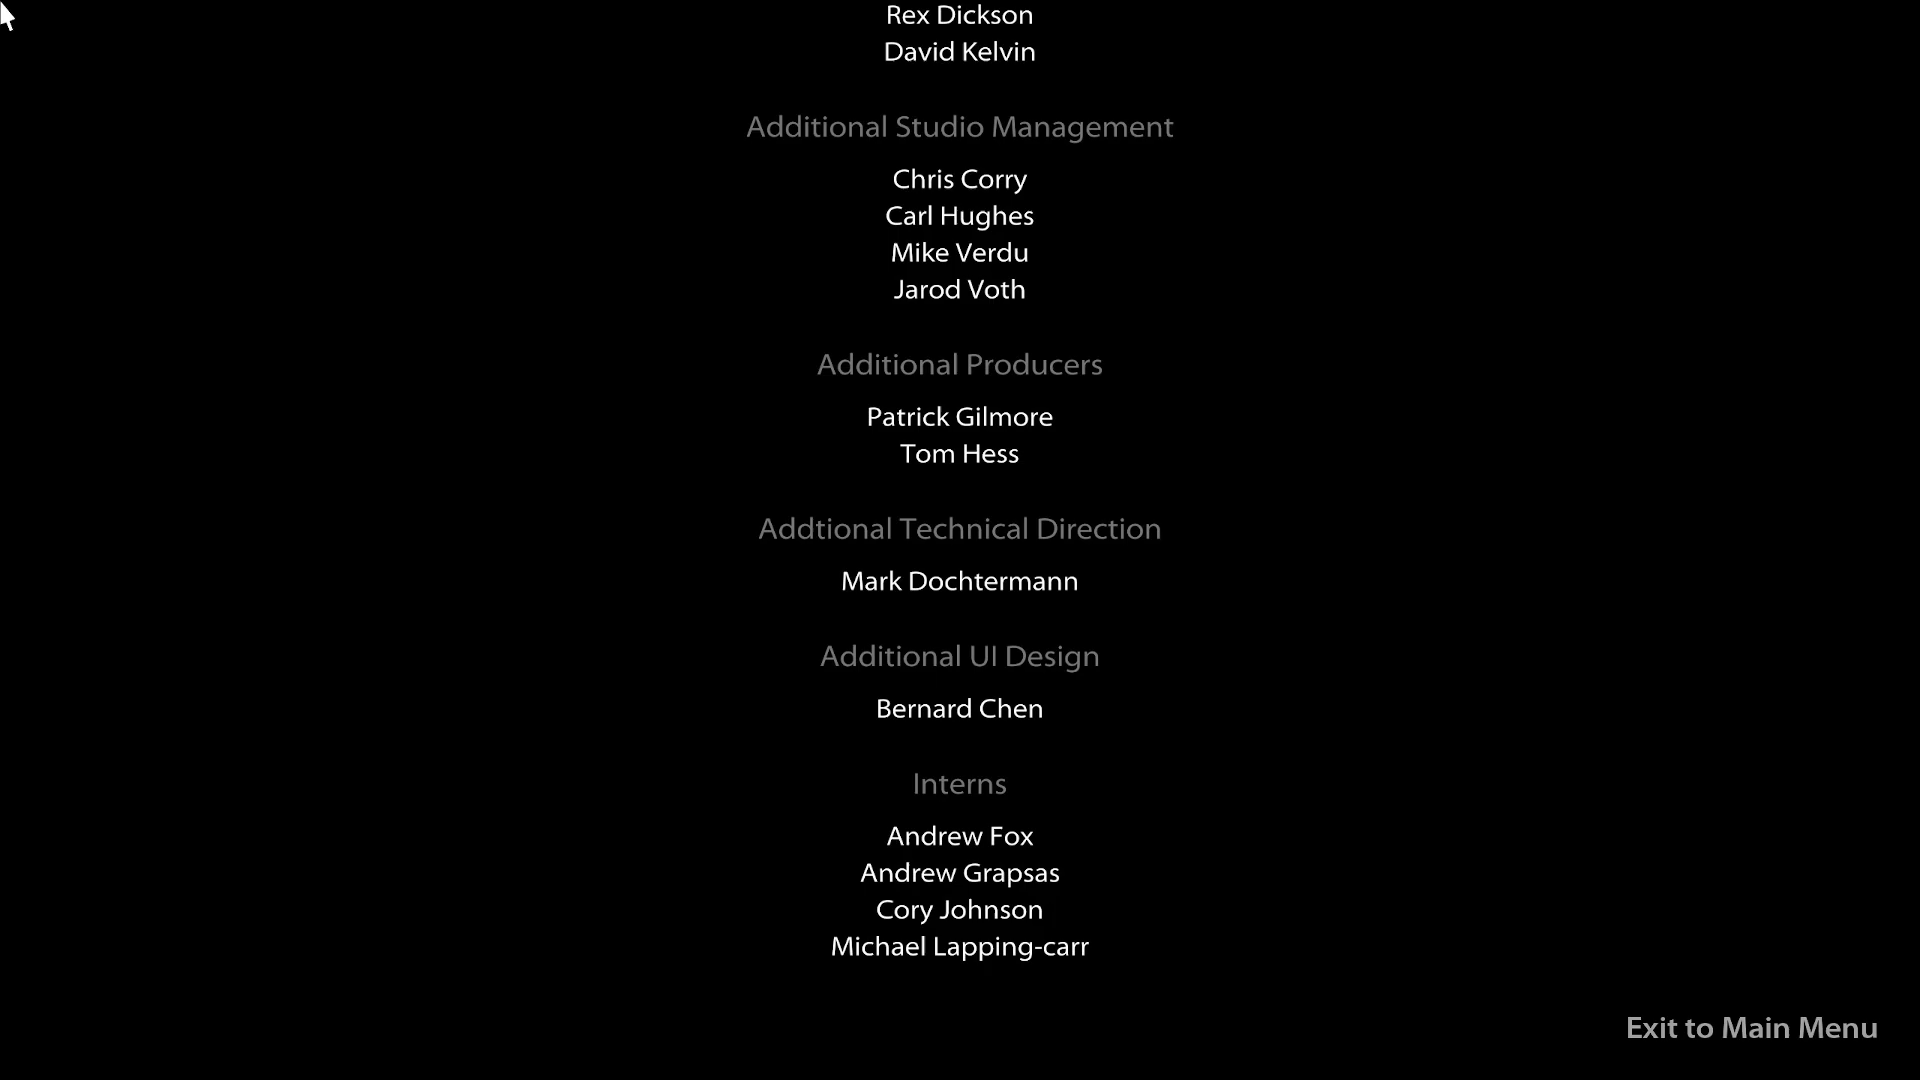 Rex Dickson
David Kelvin
Additional Studio Management
Chris Corry
Carl Hughes
Mike Verdu
Jarod Voth
Additional Producers
Patrick Gilmore
Tom Hess
Addtional Technical Direction
Mark Dochtermann
Additional UI Design
Bernard Chen
Interns
Andrew Fox
Andrew Grapsas
Cory Johnson
Michael Lapping-carr
Exit to Main Menu